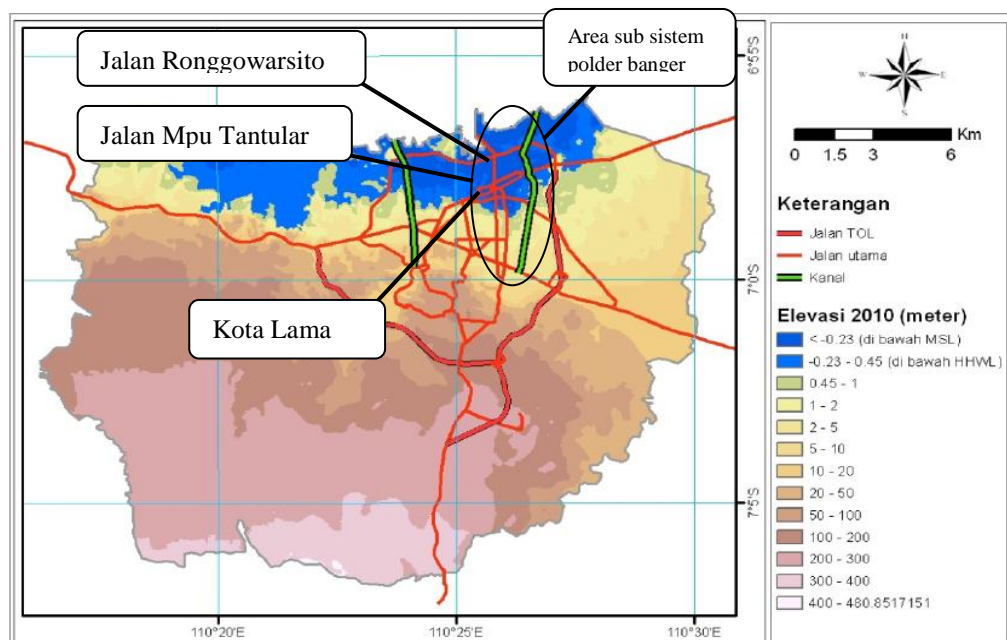 Jalan Ronggowarsito
Area sub sistem
polder banger
Jalan Mpu Tantular
Kota Lama
6°55'S
7°0'S
7°5'S
110°20'E
110°25'E
110°30'E
N
W
E
S
Km
0 1.5 3 6
Keterangan
Jalan TOL
Jalan utama
Kanal
Elevasi 2010 (meter)
< -0.23 (di bawah MSL)
-0.23 - 0.45 (di bawah HHWL)
0.45 - 1
1 - 2
2 - 5
5 - 10
10 - 20
20 - 50
50 - 100
100 - 200
200 - 300
300 - 400
400 - 480.8517151